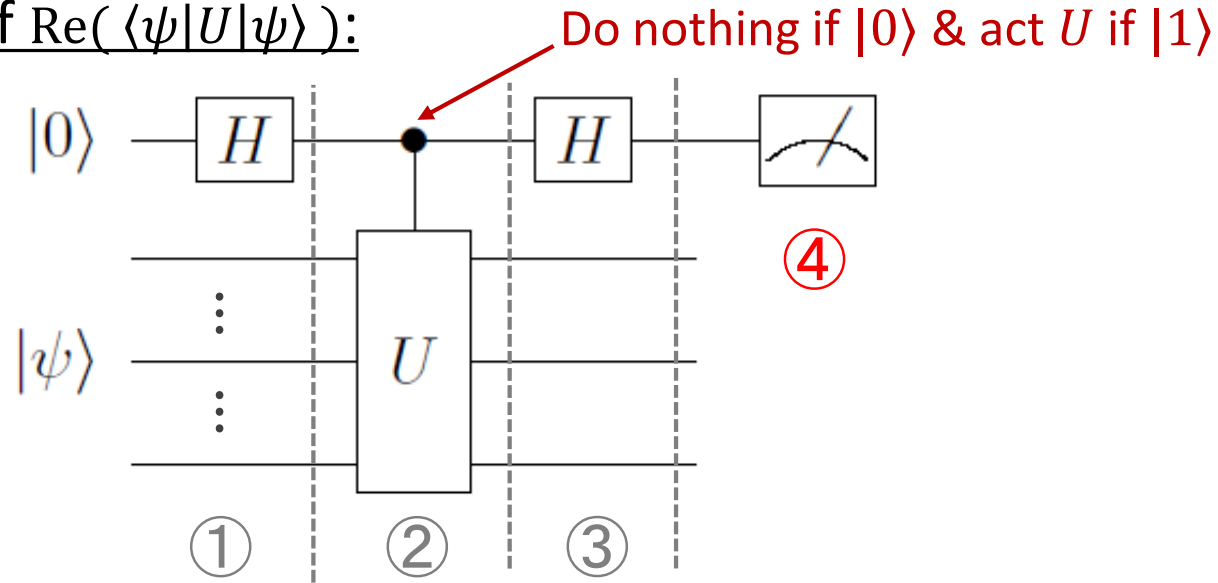 f Re( ⟨ψ|U|ψ⟩ ):
Do nothing if |0⟩ & act U if |1⟩
|0⟩ H H
④
|ψ⟩ U
① ② ③